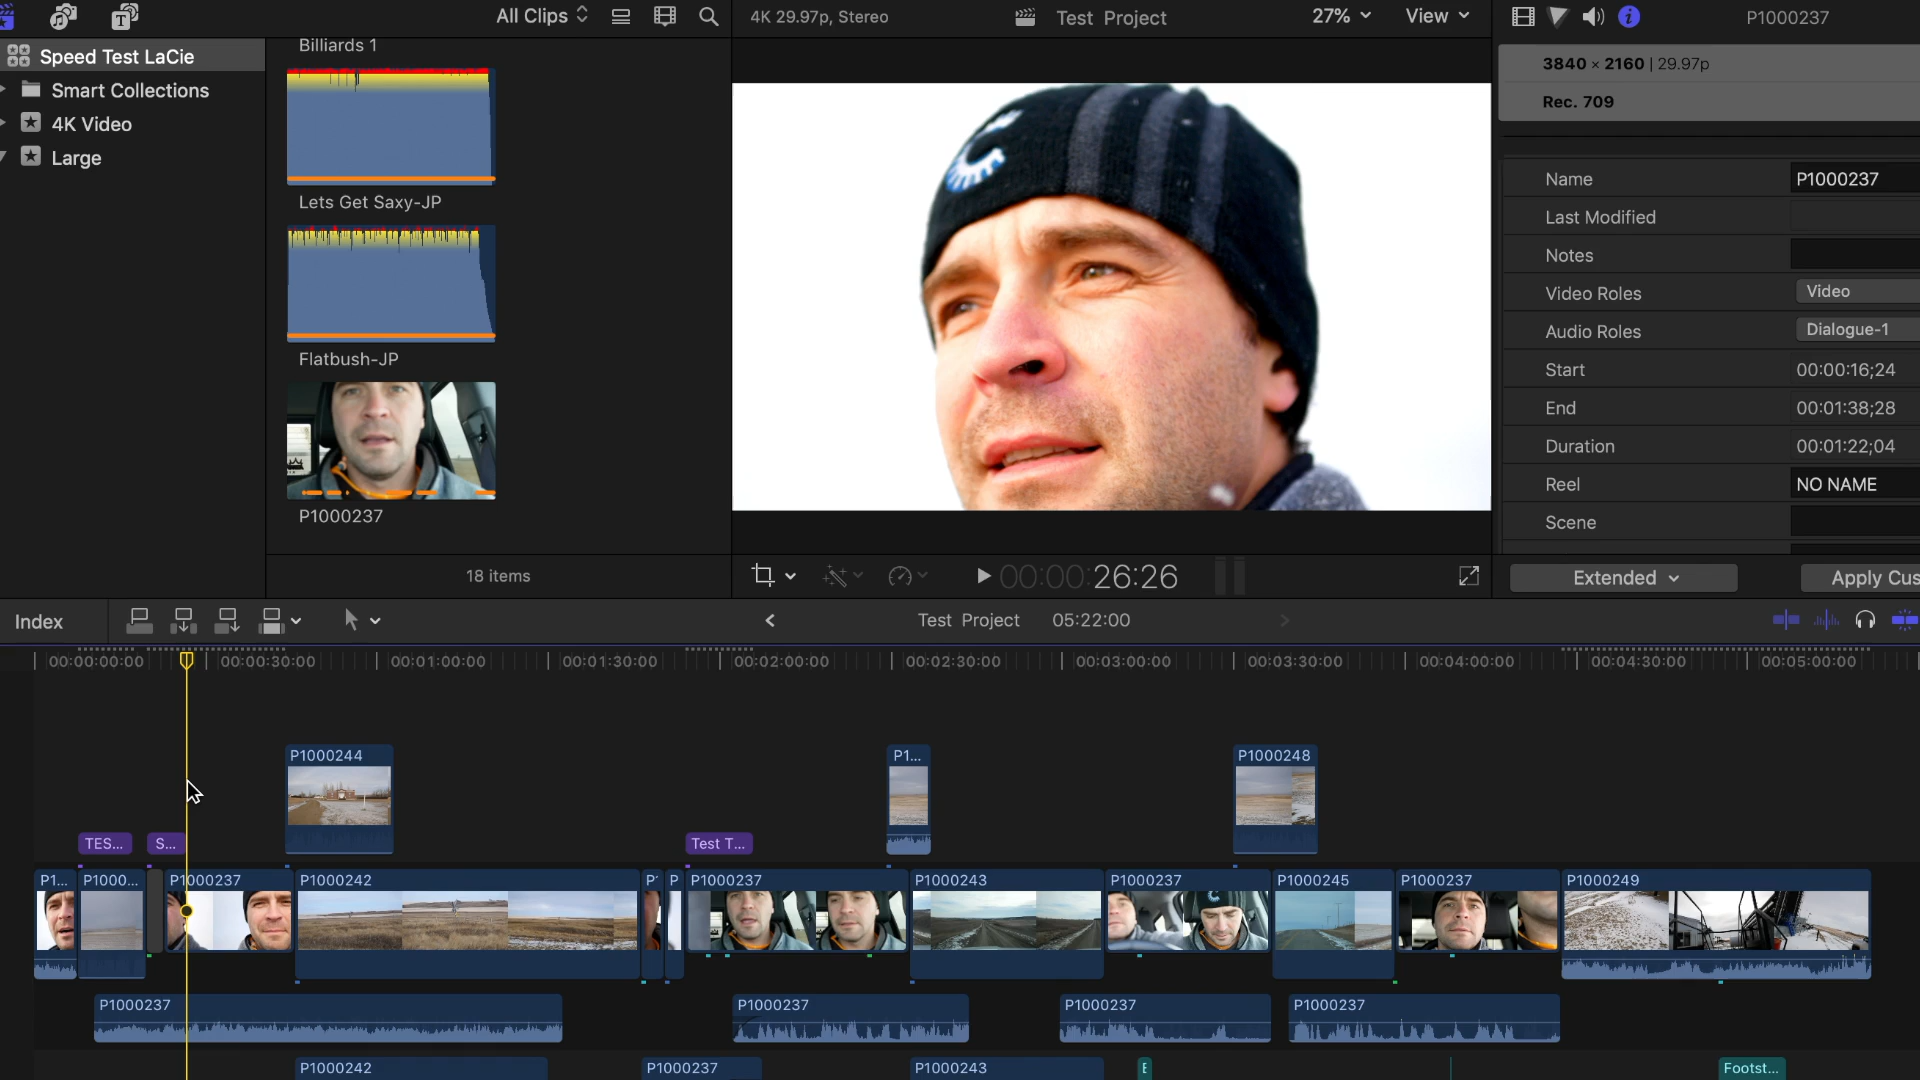 All Clips
4K 29.97p, Stereo
Test Project
27%
View
P1000237
Speed Test LaCie
Smart Collections
4K Video
Large
Billiards 1
Lets Get Saxy-JP
Flatbush-JP
P1000237
18 items
3840 × 2160 | 29.97p
Rec. 709
Name P1000237
Last Modified
Notes
Video Roles Video
Audio Roles Dialogue-1
Start 00:00:16;24
End 00:01:38;28
Duration 00:01:22;04
Reel NO NAME
Scene
00:00:26:26
Extended
Apply Cus
Index
Test Project 05:22:00
00:00:00:00 00:00:30:00 00:01:00:00 00:01:30:00 00:02:00:00 00:02:30:00 00:03:00:00 00:03:30:00 00:04:00:00 00:04:30:00 00:05:00:00
P1000244 P1... P1000248
TES... S... Test T...
P1... P1000... P1000237 P1000242 P P P1000237 P1000243 P1000237 P1000245 P1000237 P1000249
P1000237 P1000237 P1000237 P1000237
P1000242 P1000237 P1000243 E Footst...